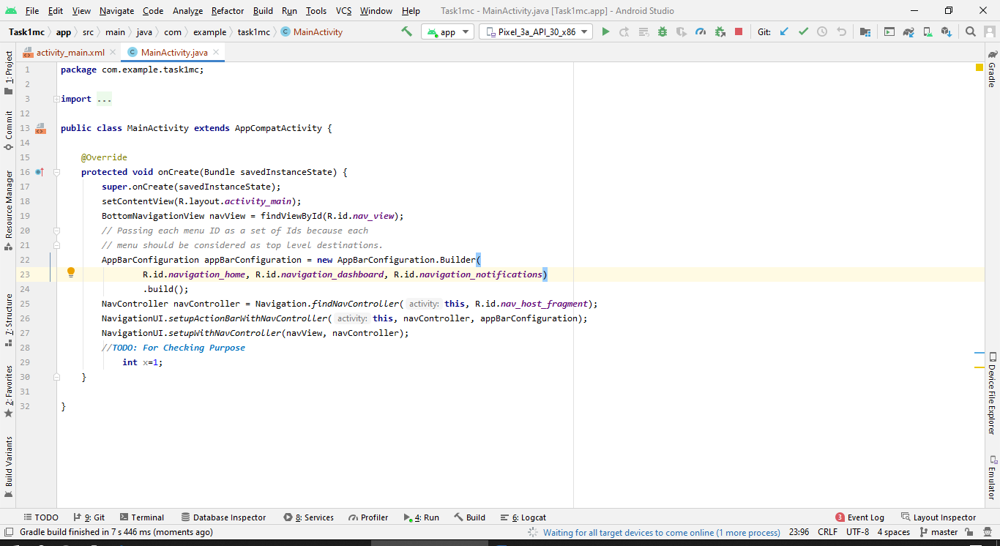 File Edit View Navigate Code Analyze Refactor Build Run Tools VCS Window Help Task1mc - MainActivity.java [Task1mc.app] - Android Studio
Task1mc app src main java com example task1mc MainActivity app Pixel_3a_API_30_x86 Git:
activity_main.xml MainActivity.java
1 package com.example.task1mc;
2
3 import ...
12
13 public class MainActivity extends AppCompatActivity {
14
15 @Override
16 protected void onCreate(Bundle savedInstanceState) {
17 super.onCreate(savedInstanceState);
18 setContentView(R.layout.activity_main);
19 BottomNavigationView navView = findViewById(R.id.nav_view);
20 // Passing each menu ID as a set of Ids because each
21 // menu should be considered as top level destinations.
22 AppBarConfiguration appBarConfiguration = new AppBarConfiguration.Builder(
23 R.id.navigation_home, R.id.navigation_dashboard, R.id.navigation_notifications)
24 .build();
25 NavController navController = Navigation.findNavController( activity: this, R.id.nav_host_fragment);
26 NavigationUI.setupActionBarWithNavController( activity: this, navController, appBarConfiguration);
27 NavigationUI.setupWithNavController(navView, navController);
28 //TODO: For Checking Purpose
29 int x=1;
30 }
31
32 }
1: Project
Commit
Resource Manager
7: Structure
2: Favorites
Build Variants
Gradle
Device File Explorer
Emulator
TODO 9: Git Terminal Database Inspector 8: Services Profiler 4: Run Build 6: Logcat 3 Event Log Layout Inspector
Gradle build finished in 7 s 446 ms (moments ago) Waiting for all target devices to come online (1 more process) 23:96 CRLF UTF-8 4 spaces master